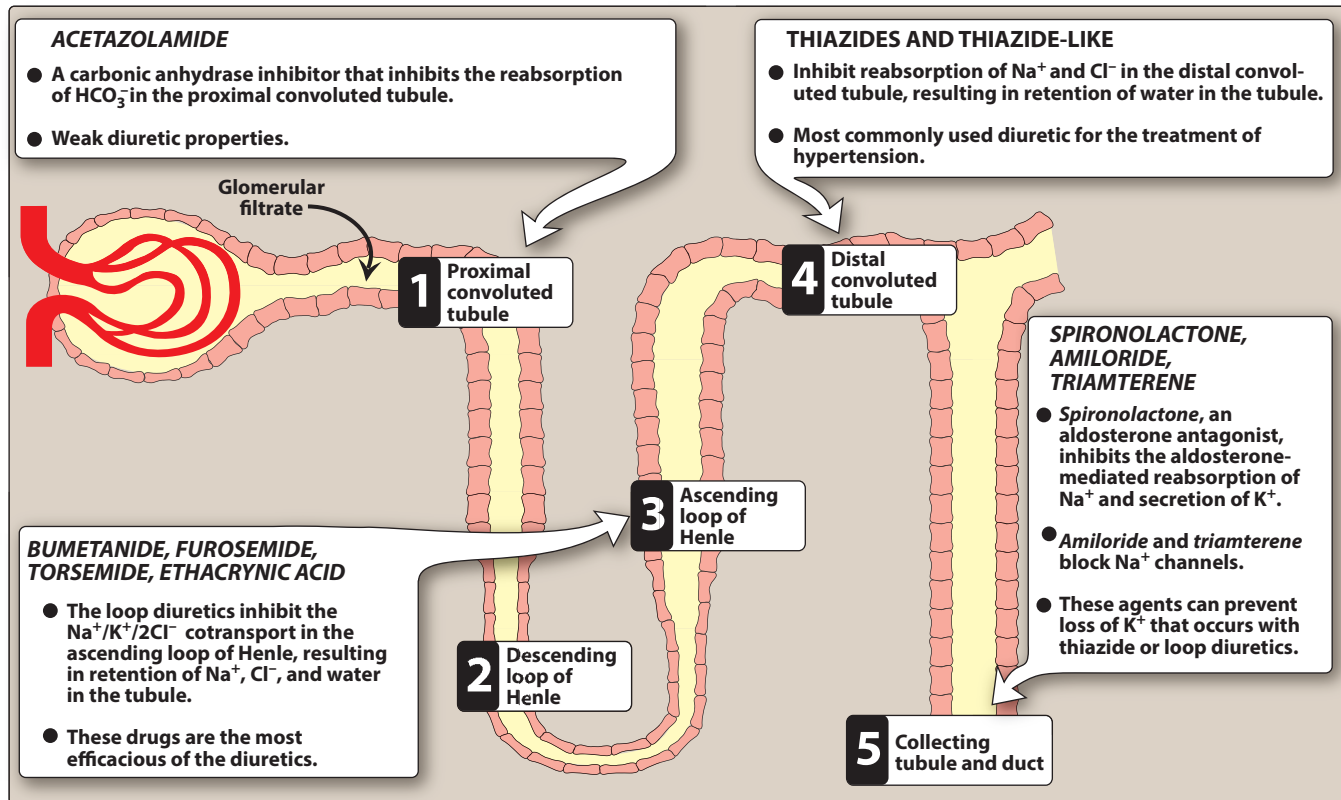 ACETAZOLAMIDE
● A carbonic anhydrase inhibitor that inhibits the reabsorption
of HCO₃⁻ in the proximal convoluted tubule.
● Weak diuretic properties.
THIAZIDES AND THIAZIDE-LIKE
● Inhibit reabsorption of Na⁺ and Cl⁻ in the distal convol-
uted tubule, resulting in retention of water in the tubule.
● Most commonly used diuretic for the treatment of
hypertension.
Glomerular
filtrate
1 Proximal
convoluted
tubule
4 Distal
convoluted
tubule
SPIRONOLACTONE,
AMILORIDE,
TRIAMTERENE
● Spironolactone, an
aldosterone antagonist,
inhibits the aldosterone-
mediated reabsorption of
Na⁺ and secretion of K⁺.
● Amiloride and triamterene
block Na⁺ channels.
● These agents can prevent
loss of K⁺ that occurs with
thiazide or loop diuretics.
3 Ascending
loop of
Henle
BUMETANIDE, FUROSEMIDE,
TORSEMIDE, ETHACRYNIC ACID
● The loop diuretics inhibit the
Na⁺/K⁺/2Cl⁻ cotransport in the
ascending loop of Henle, resulting
in retention of Na⁺, Cl⁻, and water
in the tubule.
● These drugs are the most
efficacious of the diuretics.
2 Descending
loop of
Henle
5 Collecting
tubule and duct